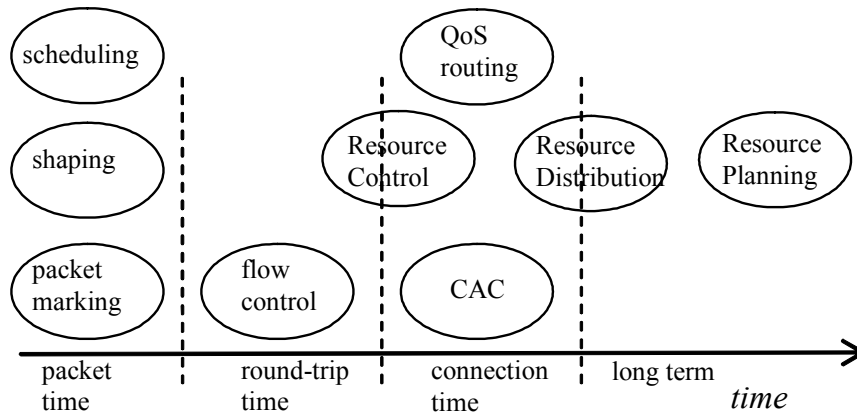 scheduling
QoS
routing
shaping
Resource
Control
Resource
Distribution
Resource
Planning
packet
marking
flow
control
CAC
packet
time
round-trip
time
connection
time
long term
time